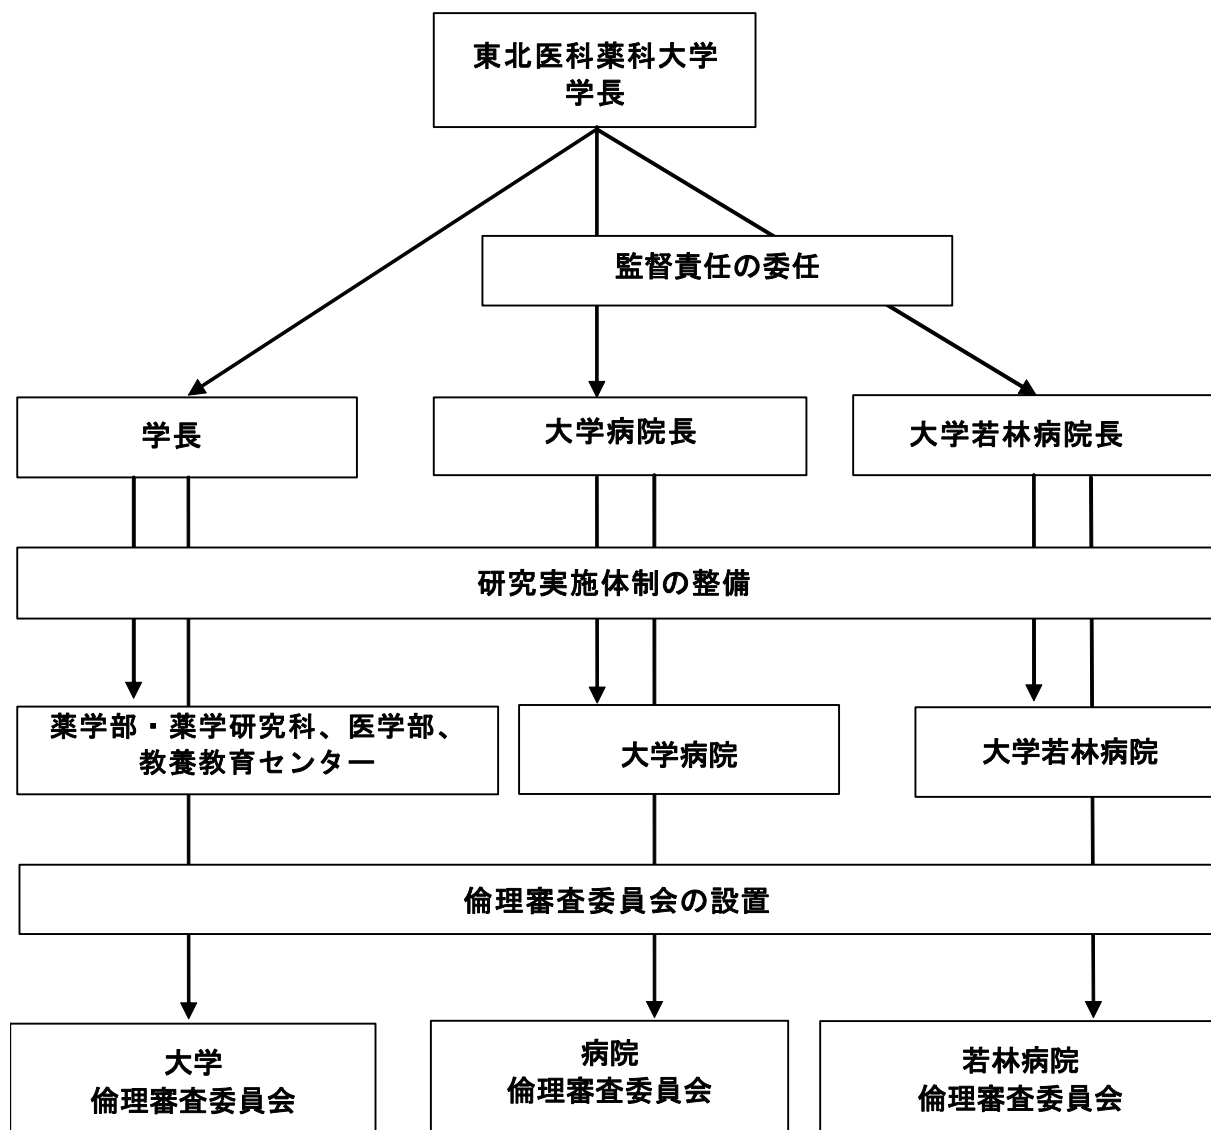 東北医科薬科大学
学長
監督責任の委任
学長
大学病院長
大学若林病院長
研究実施体制の整備
薬学部・薬学研究科、医学部、
教養教育センター
大学病院
大学若林病院
倫理審査委員会の設置
大学
倫理審査委員会
病院
倫理審査委員会
若林病院
倫理審査委員会